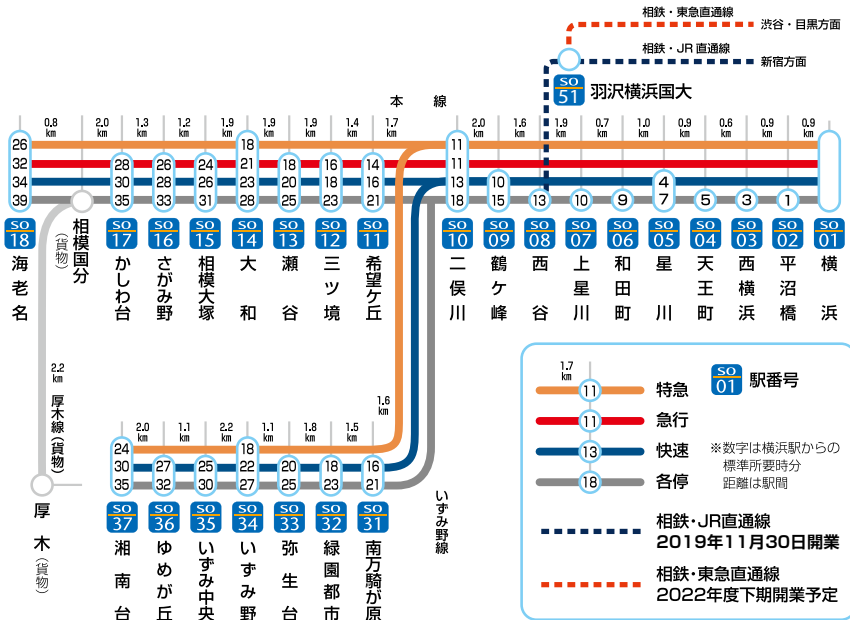 相鉄・東急直通線
渋谷・目黒方面
相鉄・JR直通線
新宿方面
SO
51
羽沢横浜国大
本線
0.8
km
2.0
km
1.3
km
1.2
km
1.9
km
1.9
km
1.9
km
1.4
km
1.7
km
2.0
km
1.6
km
1.9
km
0.7
km
1.0
km
0.9
km
0.6
km
0.9
km
0.9
km
26
18
11
32
28
26
24
21
18
16
14
11
34
30
28
26
23
20
18
16
13
10
4
39
35
33
31
28
25
23
21
18
15
13
10
9
7
5
3
1
SO
18
SO
17
SO
16
SO
15
SO
14
SO
13
SO
12
SO
11
SO
10
SO
09
SO
08
SO
07
SO
06
SO
05
SO
04
SO
03
SO
02
SO
01
海老名
相模国分
(貨物)
かしわ台
さがみ野
相模大塚
大和
瀬谷
三ツ境
希望ケ丘
二俣川
鶴ケ峰
西谷
上星川
和田町
星川
天王町
西横浜
平沼橋
横浜
2.2
km
厚木線(貨物)
厚木
(貨物)
2.0
km
1.1
km
2.2
km
1.1
km
1.8
km
1.5
km
1.6
km
24
18
30
27
25
22
20
18
16
35
32
30
27
25
23
21
SO
37
SO
36
SO
35
SO
34
SO
33
SO
32
SO
31
湘南台
ゆめが丘
いずみ中央
いずみ野
弥生台
緑園都市
南万騎が原
いずみ野線
1.7
km
11
特急
SO
01
駅番号
11
急行
13
快速
18
各停
※数字は横浜駅からの
標準所要時分
距離は駅間
相鉄・JR直通線
2019年11月30日開業
相鉄・東急直通線
2022年度下期開業予定